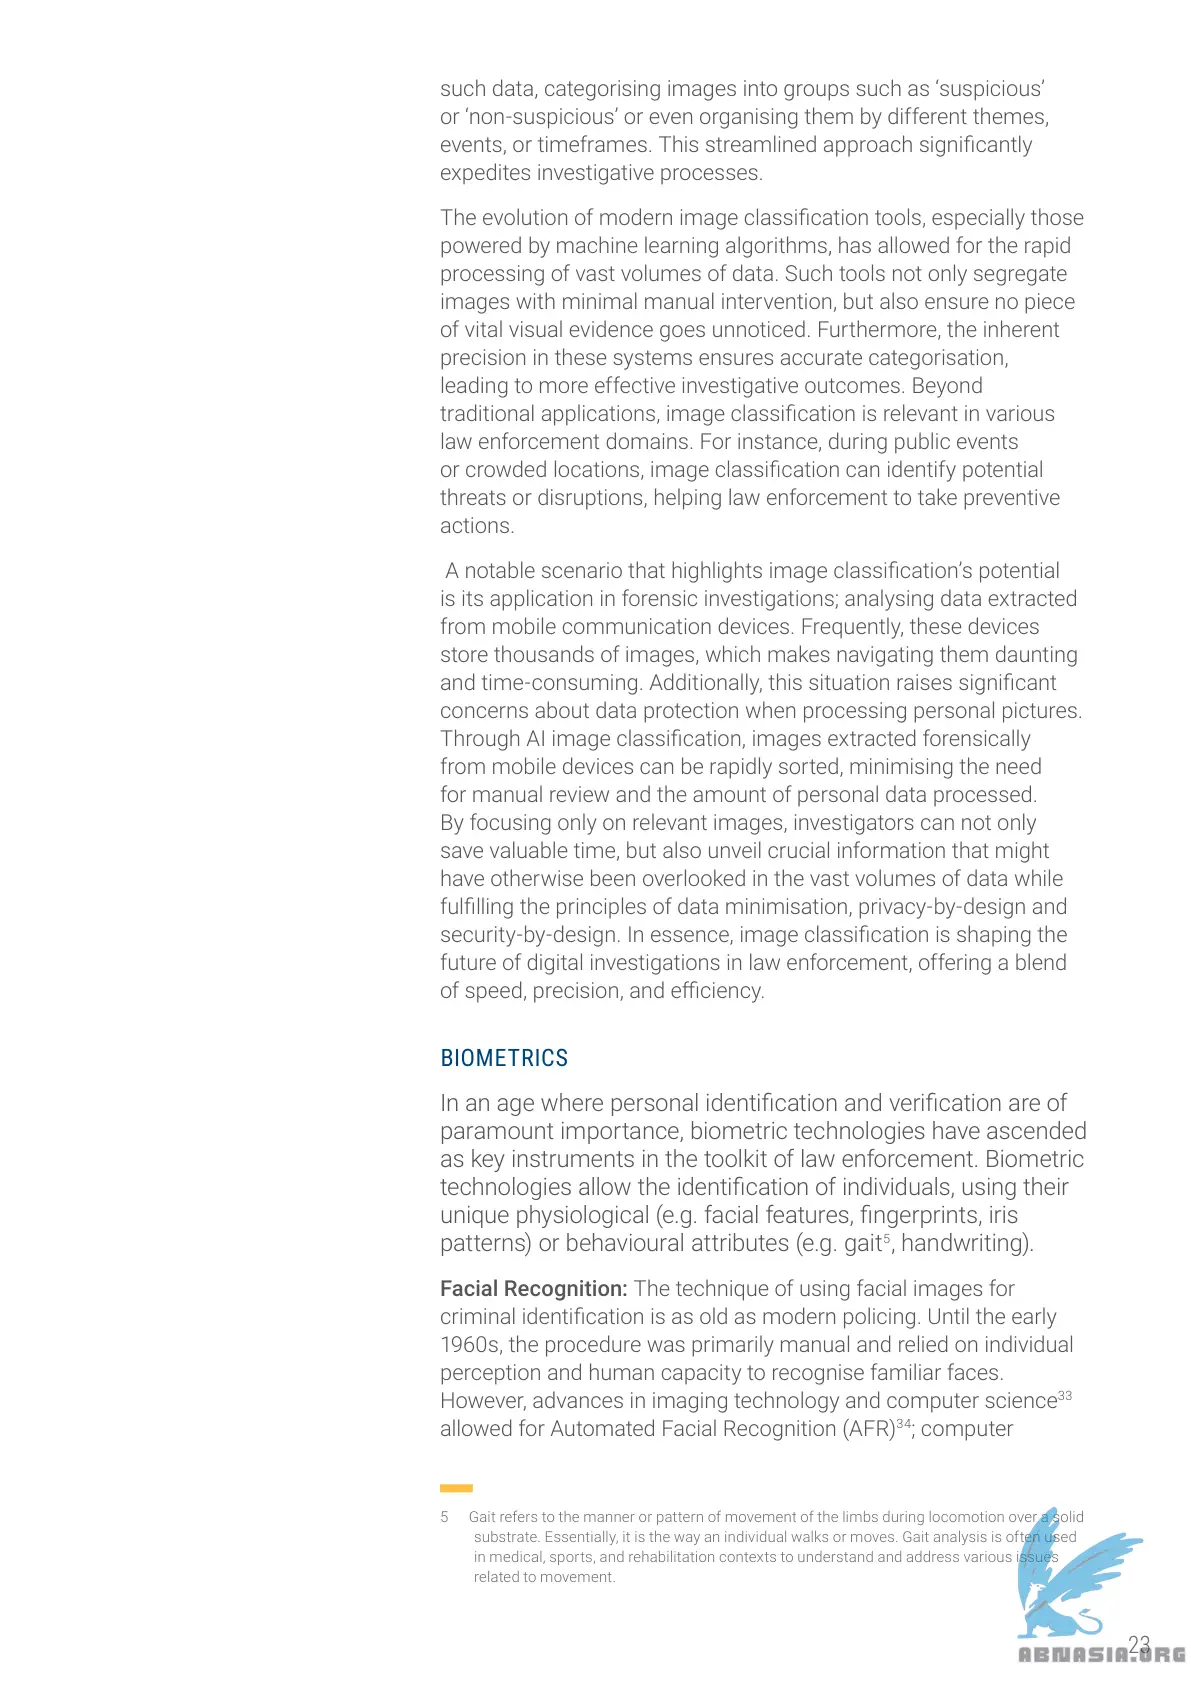 such data, categorising images into groups such as ‘suspicious’
or ‘non-suspicious’ or even organising them by different themes,
events, or timeframes. This streamlined approach significantly
expedites investigative processes.
The evolution of modern image classification tools, especially those
powered by machine learning algorithms, has allowed for the rapid
processing of vast volumes of data. Such tools not only segregate
images with minimal manual intervention, but also ensure no piece
of vital visual evidence goes unnoticed. Furthermore, the inherent
precision in these systems ensures accurate categorisation,
leading to more effective investigative outcomes. Beyond
traditional applications, image classification is relevant in various
law enforcement domains. For instance, during public events
or crowded locations, image classification can identify potential
threats or disruptions, helping law enforcement to take preventive
actions.
A notable scenario that highlights image classification’s potential
is its application in forensic investigations; analysing data extracted
from mobile communication devices. Frequently, these devices
store thousands of images, which makes navigating them daunting
and time-consuming. Additionally, this situation raises significant
concerns about data protection when processing personal pictures.
Through AI image classification, images extracted forensically
from mobile devices can be rapidly sorted, minimising the need
for manual review and the amount of personal data processed.
By focusing only on relevant images, investigators can not only
save valuable time, but also unveil crucial information that might
have otherwise been overlooked in the vast volumes of data while
fulfilling the principles of data minimisation, privacy-by-design and
security-by-design. In essence, image classification is shaping the
future of digital investigations in law enforcement, offering a blend
of speed, precision, and efficiency.
BIOMETRICS
In an age where personal identification and verification are of
paramount importance, biometric technologies have ascended
as key instruments in the toolkit of law enforcement. Biometric
technologies allow the identification of individuals, using their
unique physiological (e.g. facial features, fingerprints, iris
patterns) or behavioural attributes (e.g. gait⁵, handwriting).
Facial Recognition: The technique of using facial images for
criminal identification is as old as modern policing. Until the early
1960s, the procedure was primarily manual and relied on individual
perception and human capacity to recognise familiar faces.
However, advances in imaging technology and computer science³³
allowed for Automated Facial Recognition (AFR)³⁴; computer
5 Gait refers to the manner or pattern of movement of the limbs during locomotion over a solid
substrate. Essentially, it is the way an individual walks or moves. Gait analysis is often used
in medical, sports, and rehabilitation contexts to understand and address various issues
related to movement.
23
ABNASIA.ORG